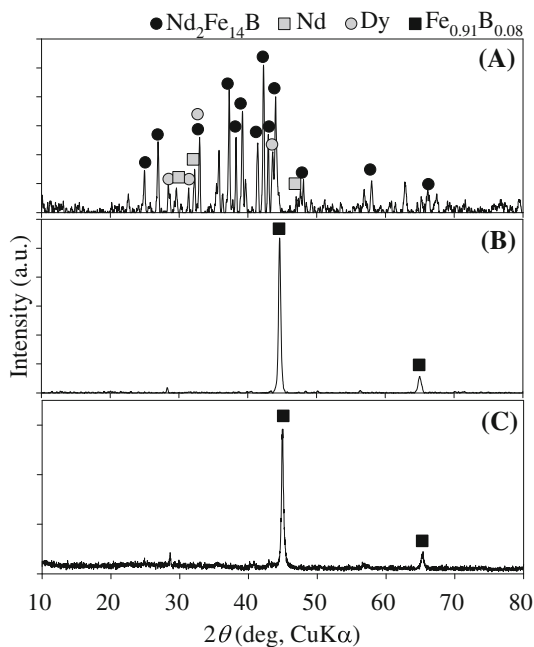 ● Nd₂Fe₁₄B □ Nd ○ Dy ■ Fe₀.₉₁B₀.₀₈
(A)
(B)
(C)
Intensity (a.u.)
10 20 30 40 50 60 70 80
2θ (deg, CuKα)